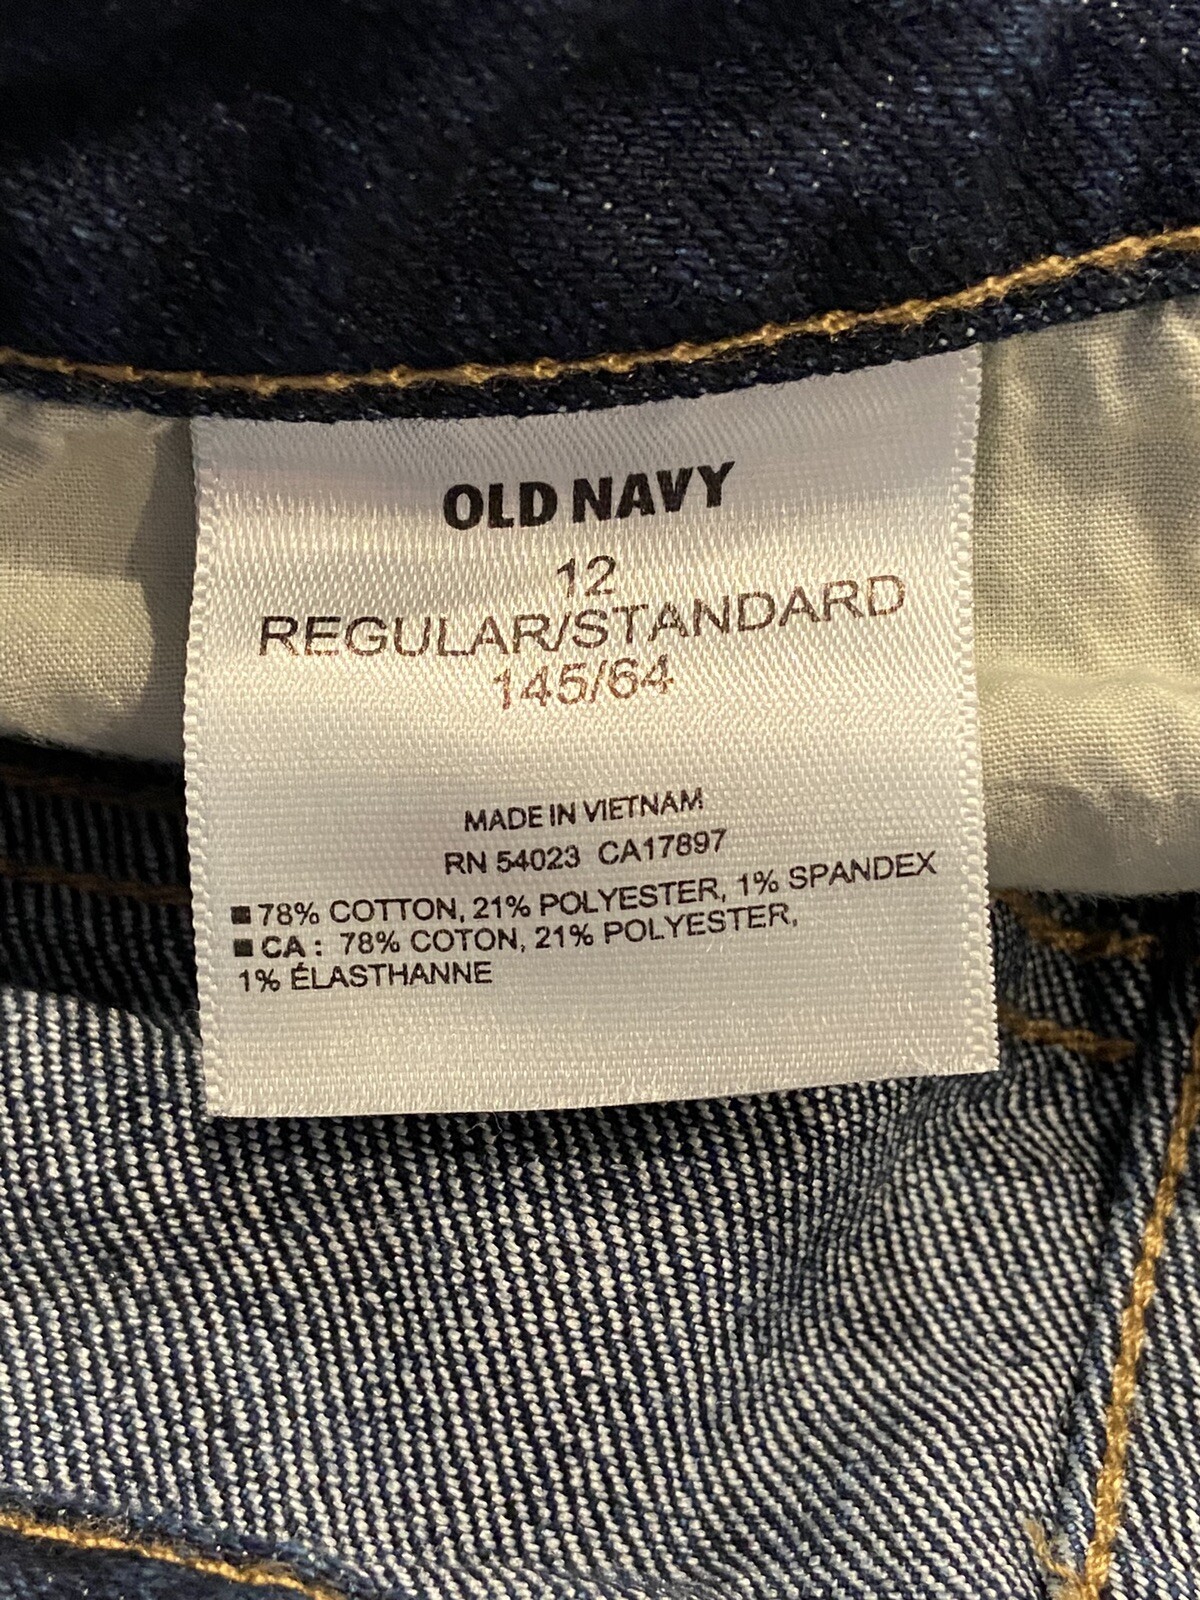 OLD NAVY
12
REGULAR/STANDARD
145/64
MADE IN VIETNAM
RN 54023 CA17897
■ 78% COTTON, 21% POLYESTER, 1% SPANDEX
■ CA : 78% COTON, 21% POLYESTER,
1% ÉLASTHANNE